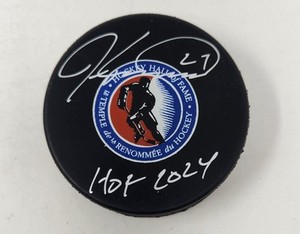 27
HOCKEY HALL of FAME
LE TEMPLE de la RENOMMÉE du HOCKEY
HOF 2024